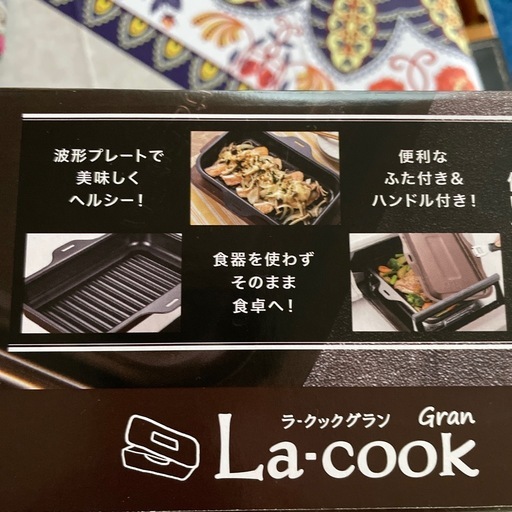 波形プレートで
美味しく
ヘルシー!
便利な
ふた付き&
ハンドル付き!
食器を使わず
そのまま
食卓へ!
ラ・クックグラン
Gran
La-cook